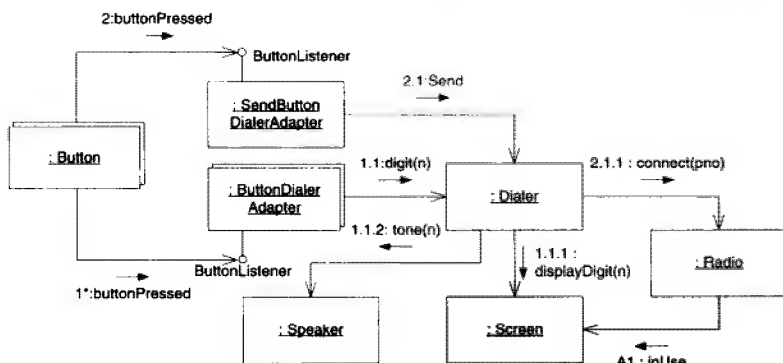 2:buttonPressed
ButtonListener
2.1:Send
: SendButton
DialerAdapter
: Button
1.1:digit(n)
2.1.1 : connect(pno)
: ButtonDialer
Adapter
: Dialer
1.1.2: tone(n)
1.1.1 :
displayDigit(n)
: Radio
ButtonListener
1*:buttonPressed
: Speaker
: Screen
A1 : inUse